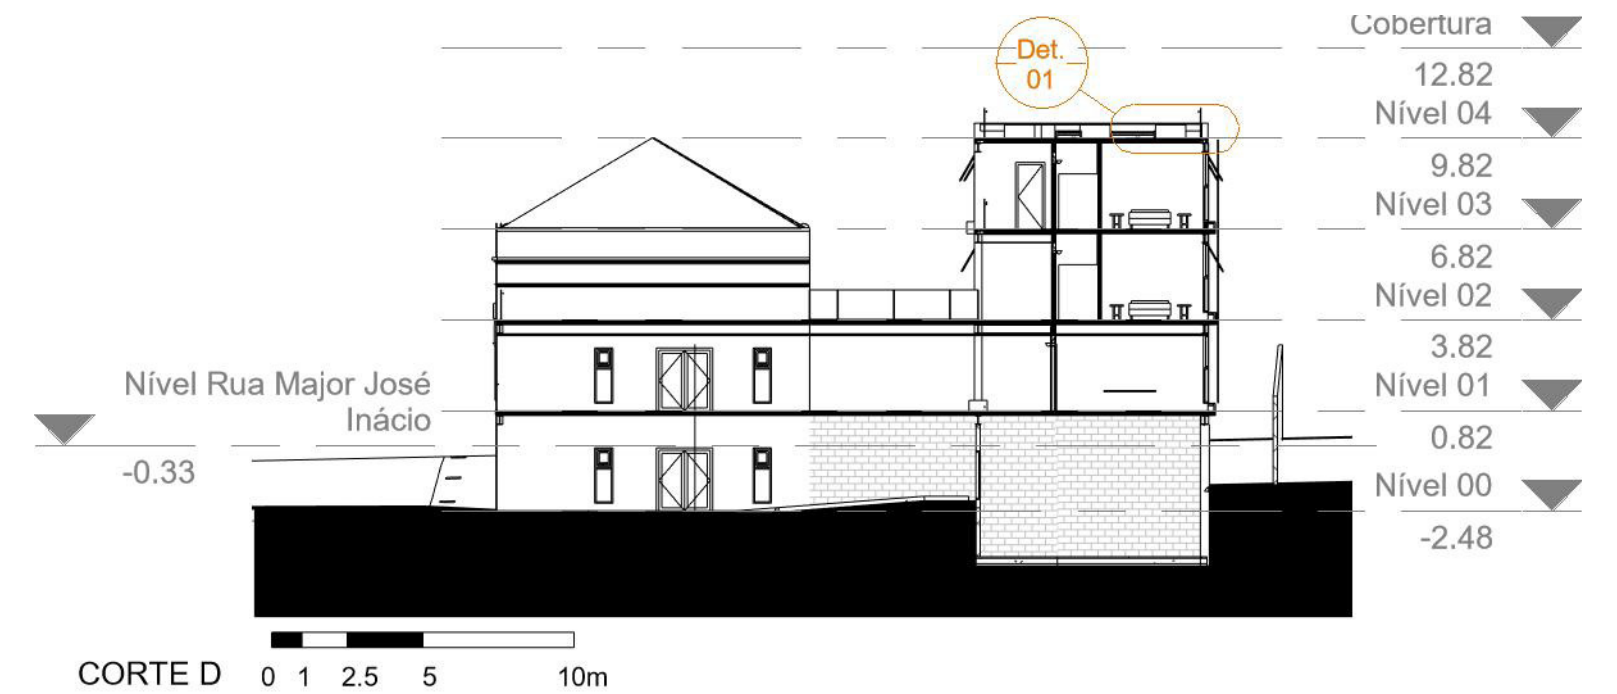 Cobertura
12.82
Nível 04
9.82
Nível 03
6.82
Nível 02
3.82
Nível 01
0.82
Nível 00
-2.48
Det.
01
Nível Rua Major José
Inácio
-0.33
CORTE D
0 1 2.5 5 10m